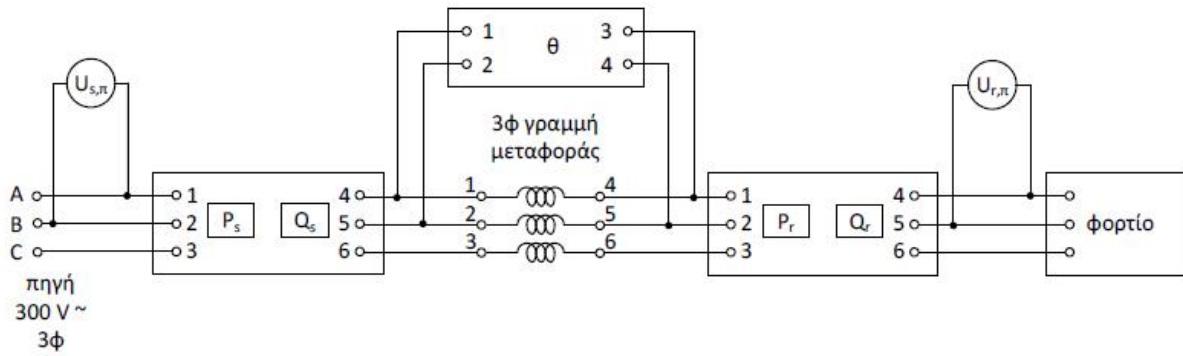 1 3
θ
2 4
U_s,π
U_r,π
3φ γραμμή
μεταφοράς
A 1 4 1 4 1 4
B 2 P_s Q_s 5 2 5 2 P_r Q_r 5 φορτίο
C 3 6 3 6 3 6
πηγή
300 V ~
3φ